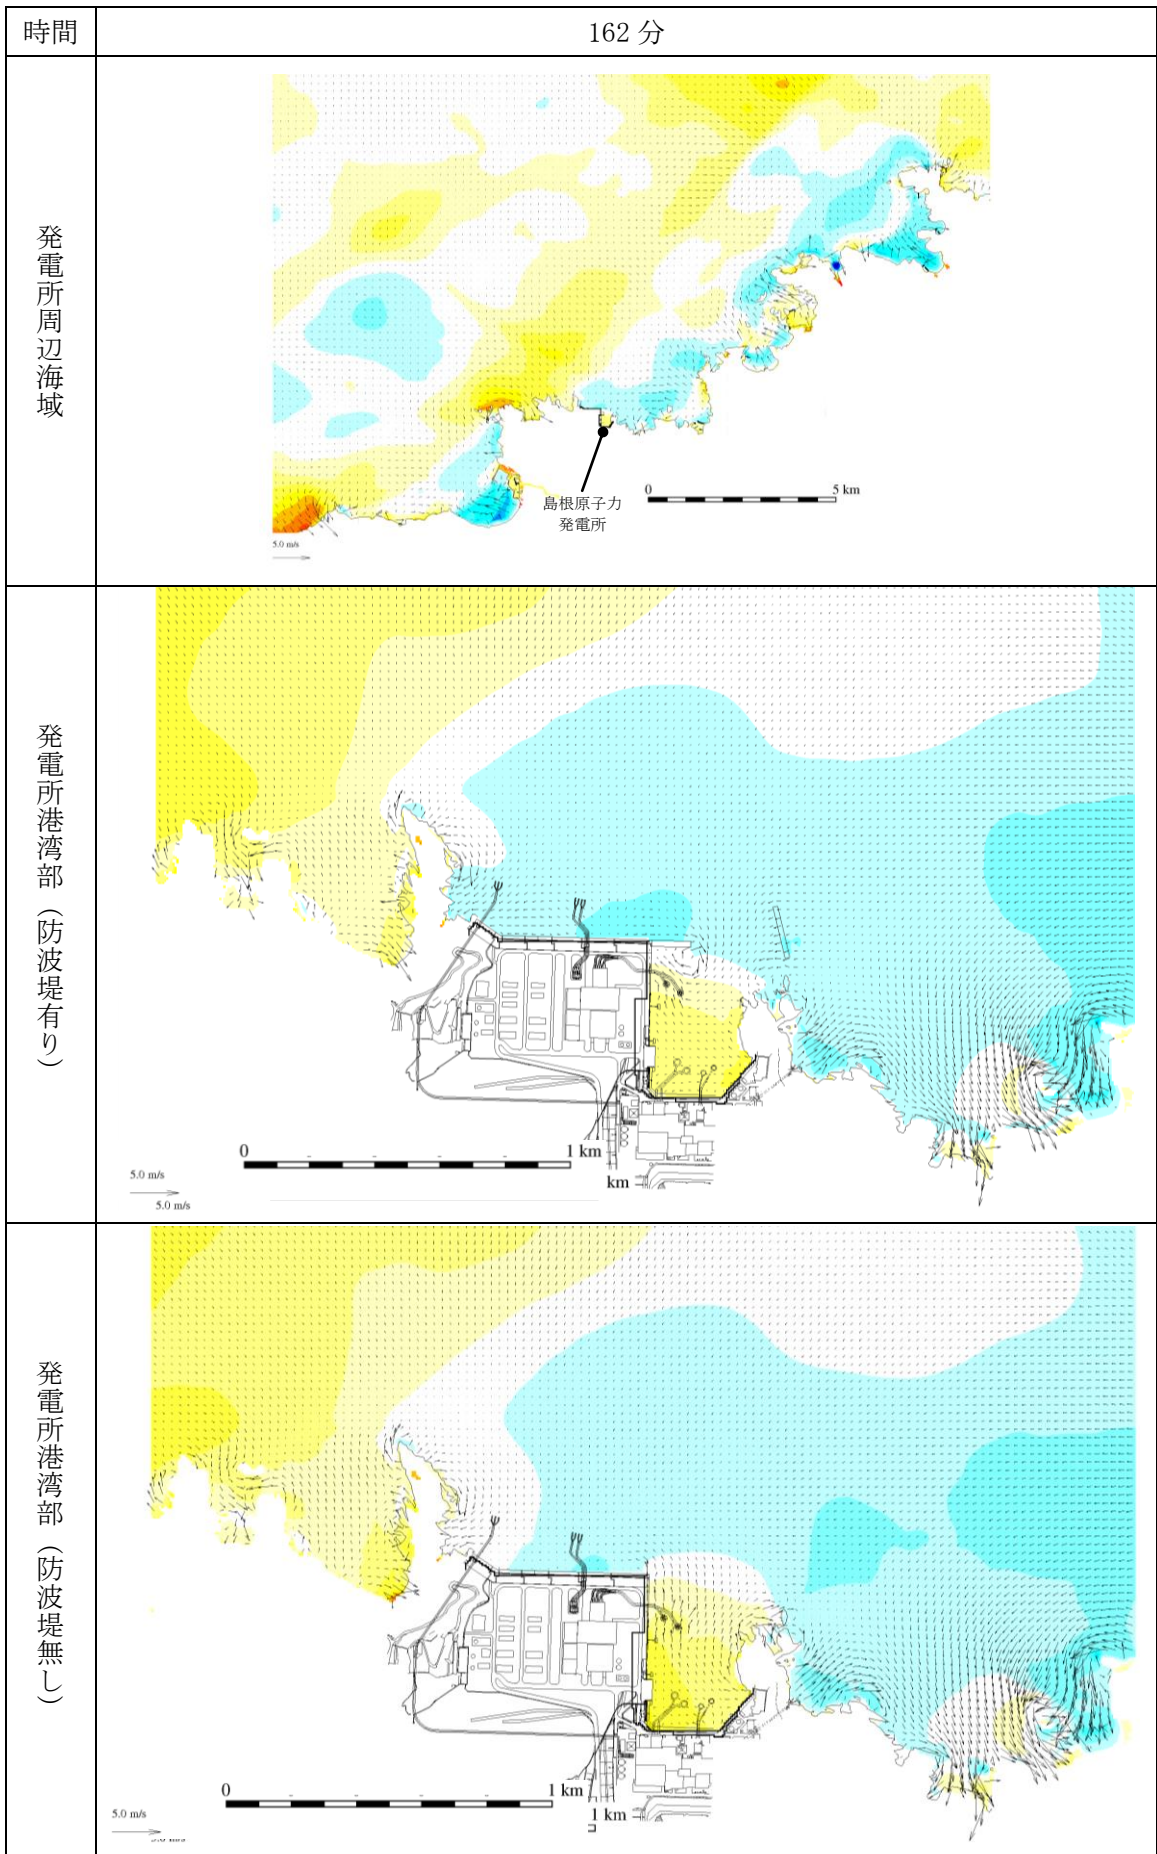 時間
162 分
発電所周辺海域
島根原子力
発電所
0
5 km
5.0 m/s
発電所港湾部（防波堤有り）
0
1 km
km
5.0 m/s
5.0 m/s
発電所港湾部（防波堤無し）
0
1 km
1 km
5.0 m/s